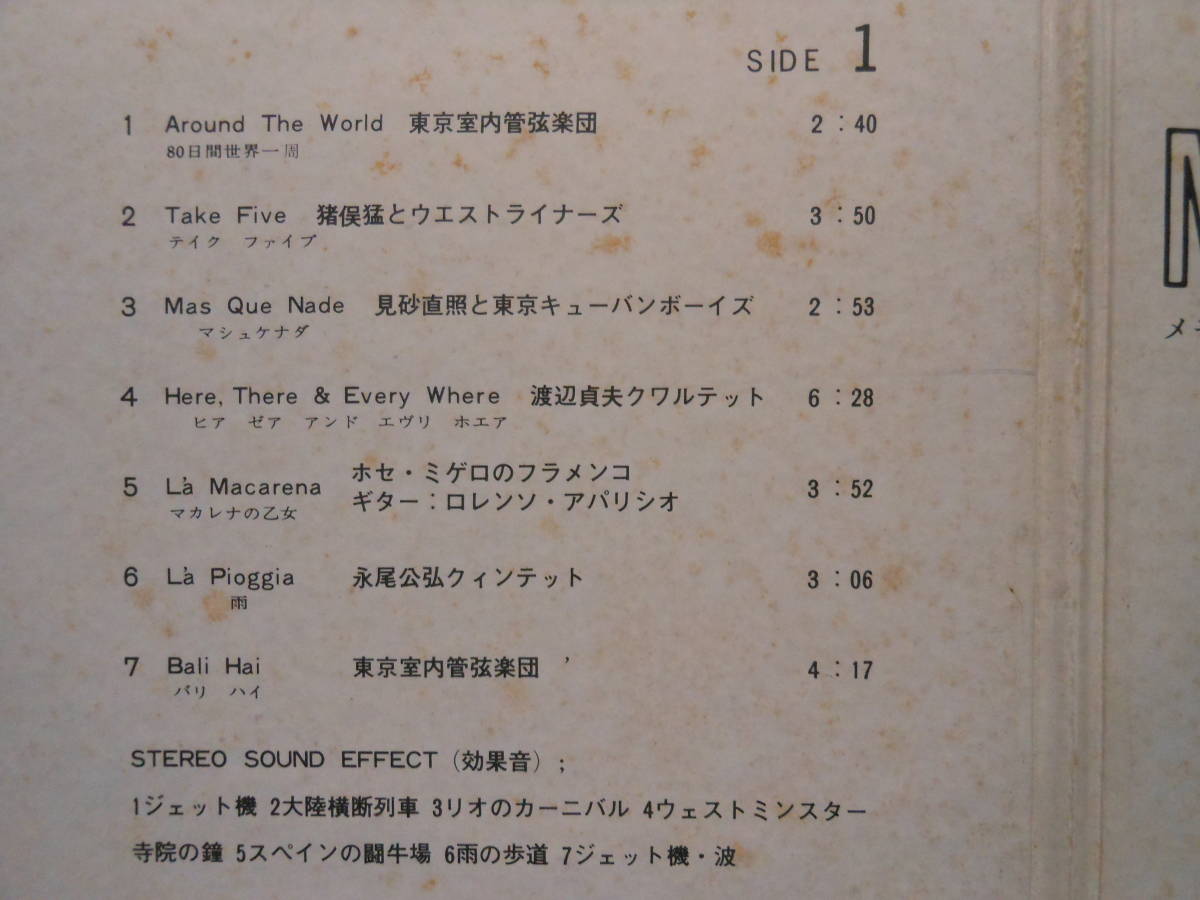 SIDE 1
1 Around The World 東京室内管弦楽団 2:40
80日間世界一周
2 Take Five 猪俣猛とウエストライナーズ 3:50
テイク ファイブ
3 Mas Que Nade 見砂直照と東京キューバンボーイズ 2:53
マシュケナダ
4 Here, There & Every Where 渡辺貞夫クワルテット 6:28
ヒア ゼア アンド エヴリ ホエア
ホセ・ミゲロのフラメンコ
5 L'a Macarena ギター:ロレンソ・アパリシオ 3:52
マカレナの乙女
6 L'a Pioggia 永尾公弘クィンテット 3:06
雨
7 Bali Hai 東京室内管弦楽団 4:17
バリ ハイ
STEREO SOUND EFFECT (効果音) ;
1ジェット機 2大陸横断列車 3リオのカーニバル 4ウェストミンスター
寺院の鐘 5スペインの闘牛場 6雨の歩道 7ジェット機・波